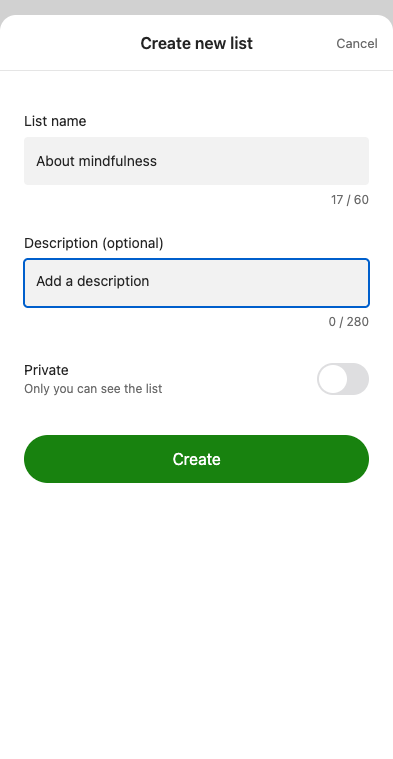 Create new list
Cancel
List name
About mindfulness
17 / 60
Description (optional)
Add a description
0 / 280
Private
Only you can see the list
Create